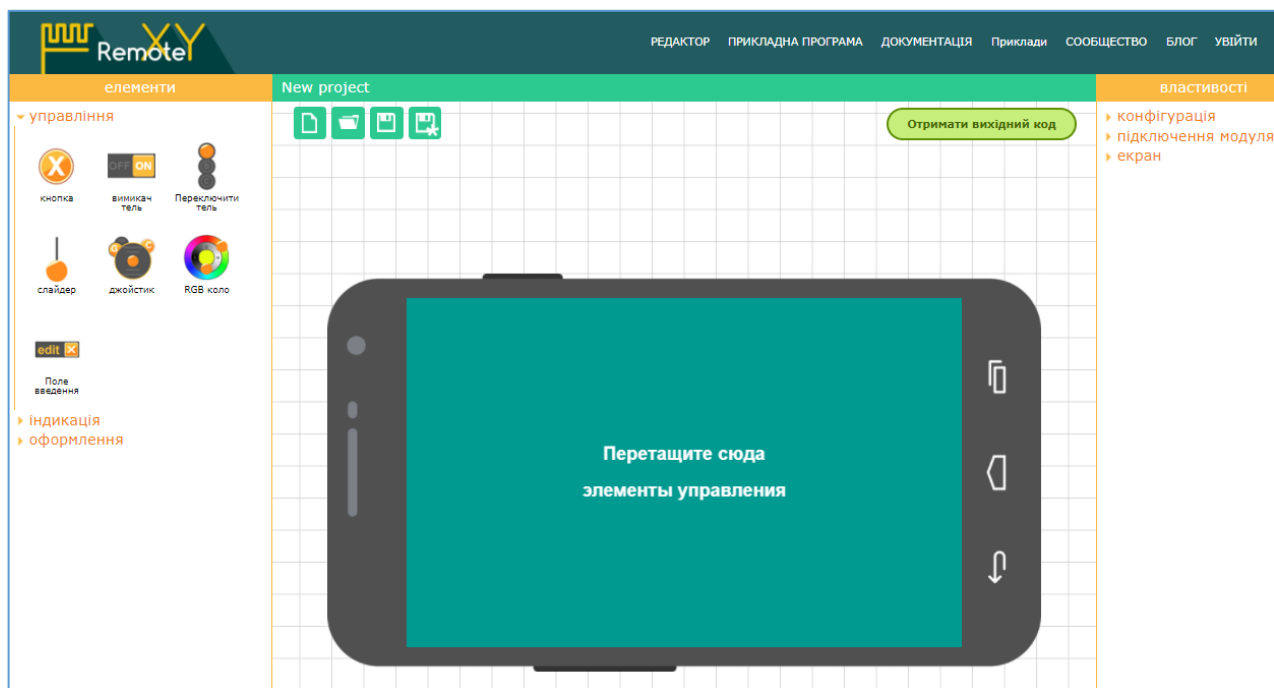 RemoteXY
РЕДАКТОР ПРИКЛАДНА ПРОГРАМА ДОКУМЕНТАЦІЯ Приклади СООБЩЕСТВО БЛОГ УВІЙТИ
елементи
New project
властивості
управління
Отримати вихідний код
конфігурація
підключення модуля
екран
X
OFF ON
кнопка
вимикач
тель
Переключити
тель
G
слайдер
джойстик
RGB коло
edit X
Поле
введення
індикація
оформлення
Перетащите сюда
элементы управления